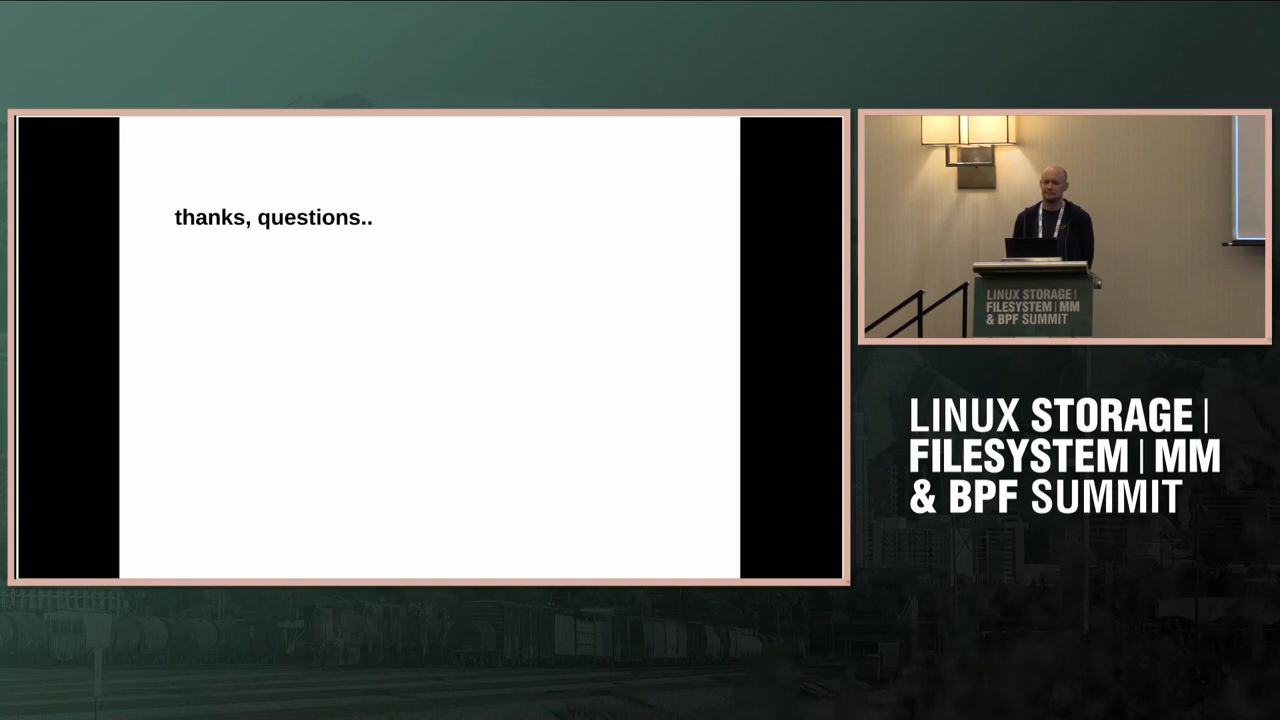 thanks, questions..
LINUX STORAGE |
FILESYSTEM | MM
& BPF SUMMIT
LINUX STORAGE |
FILESYSTEM | MM
& BPF SUMMIT